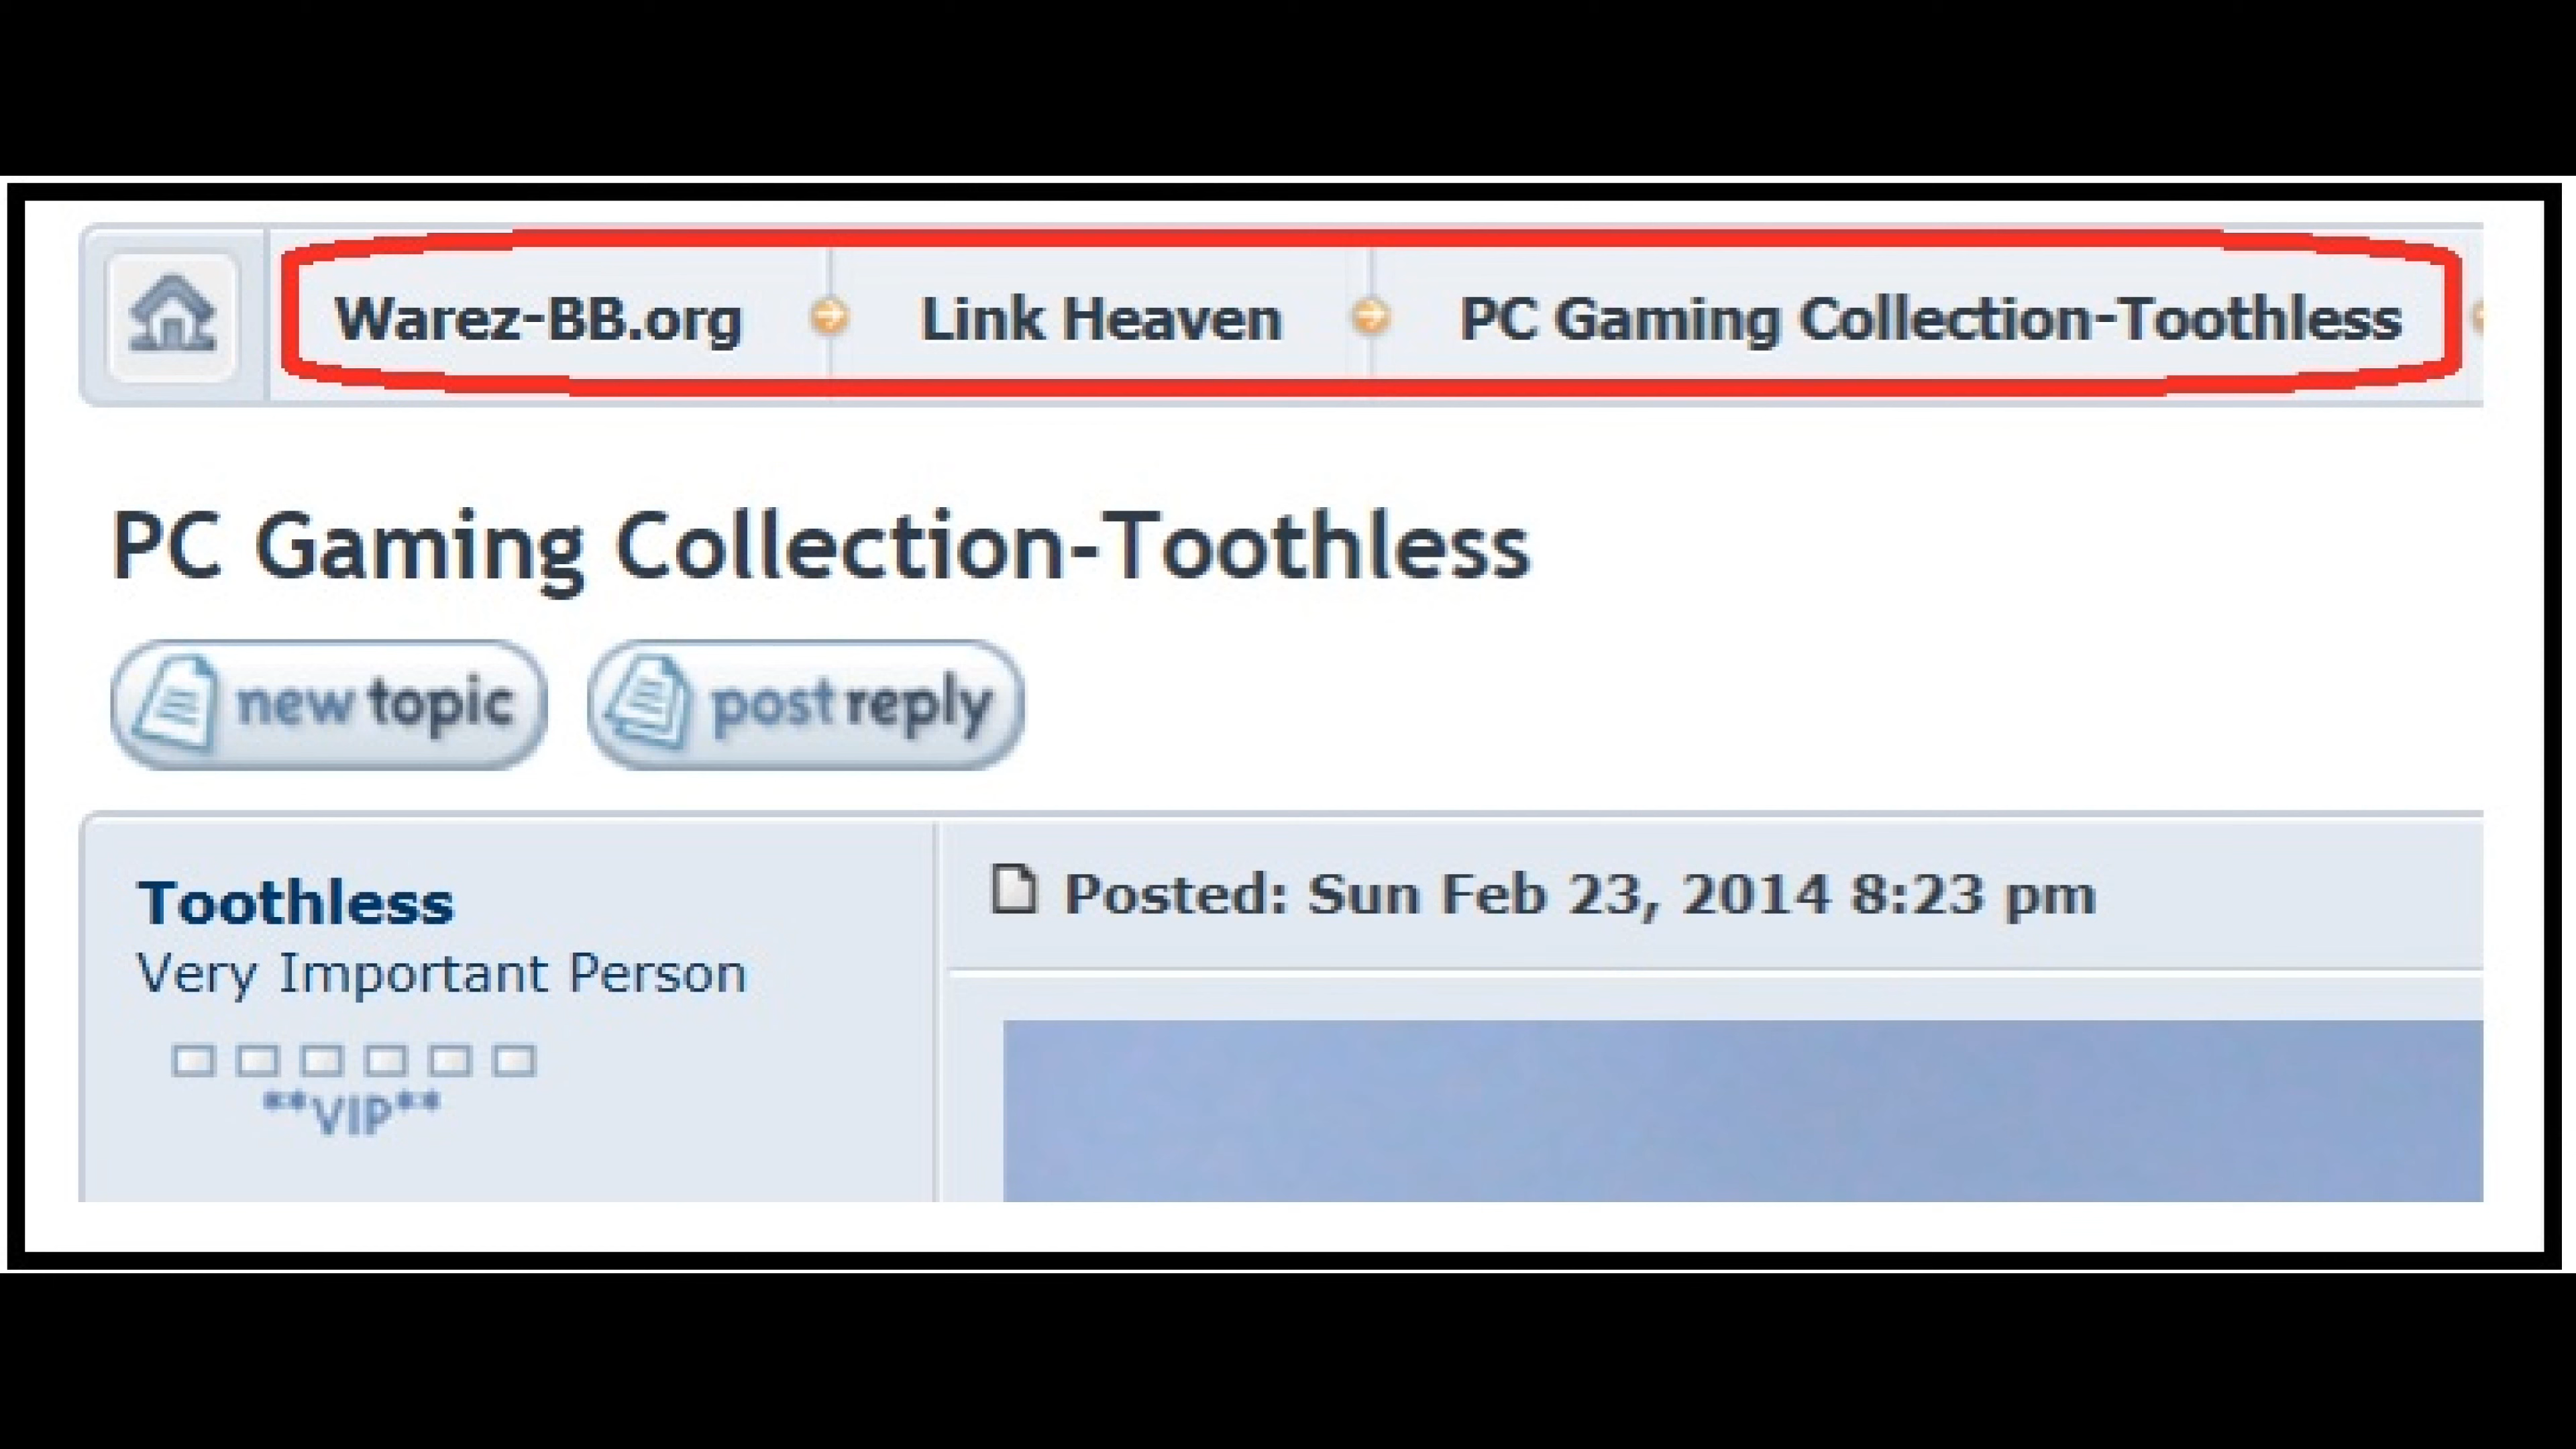 Warez-BB.org Link Heaven PC Gaming Collection-Toothless
PC Gaming Collection-Toothless
new topic post reply
Toothless
Very Important Person
**VIP**
Posted: Sun Feb 23, 2014 8:23 pm